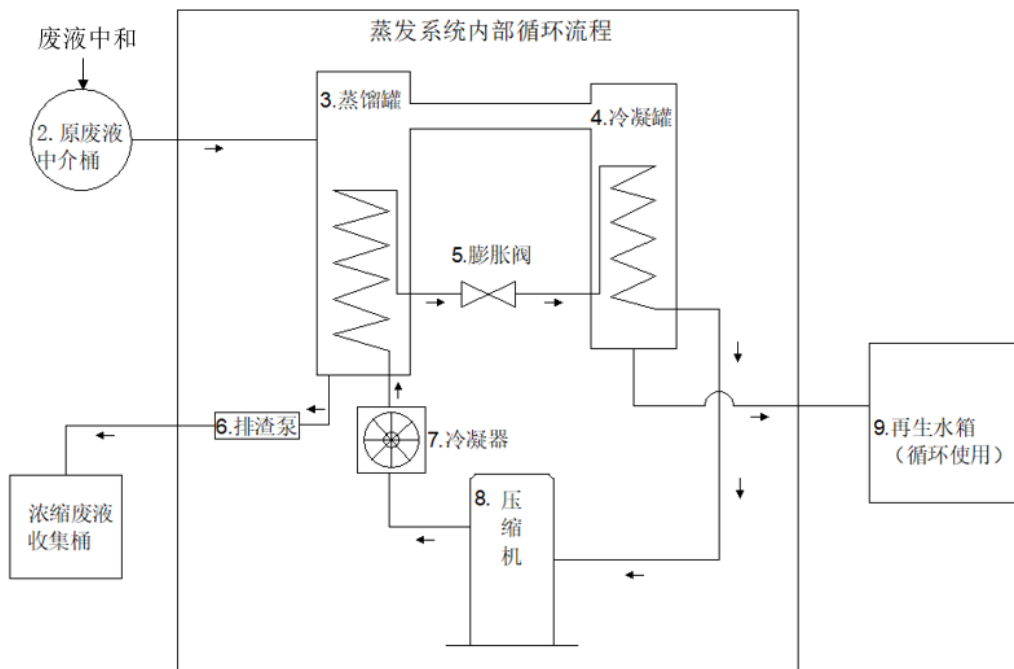 蒸发系统内部循环流程
废液中和
3.蒸馏罐
4.冷凝罐
2.原废液
中介桶
5.膨胀阀
6.排渣泵
7.冷凝器
9.再生水箱
（循环使用）
8.压
缩
机
浓缩废液
收集桶